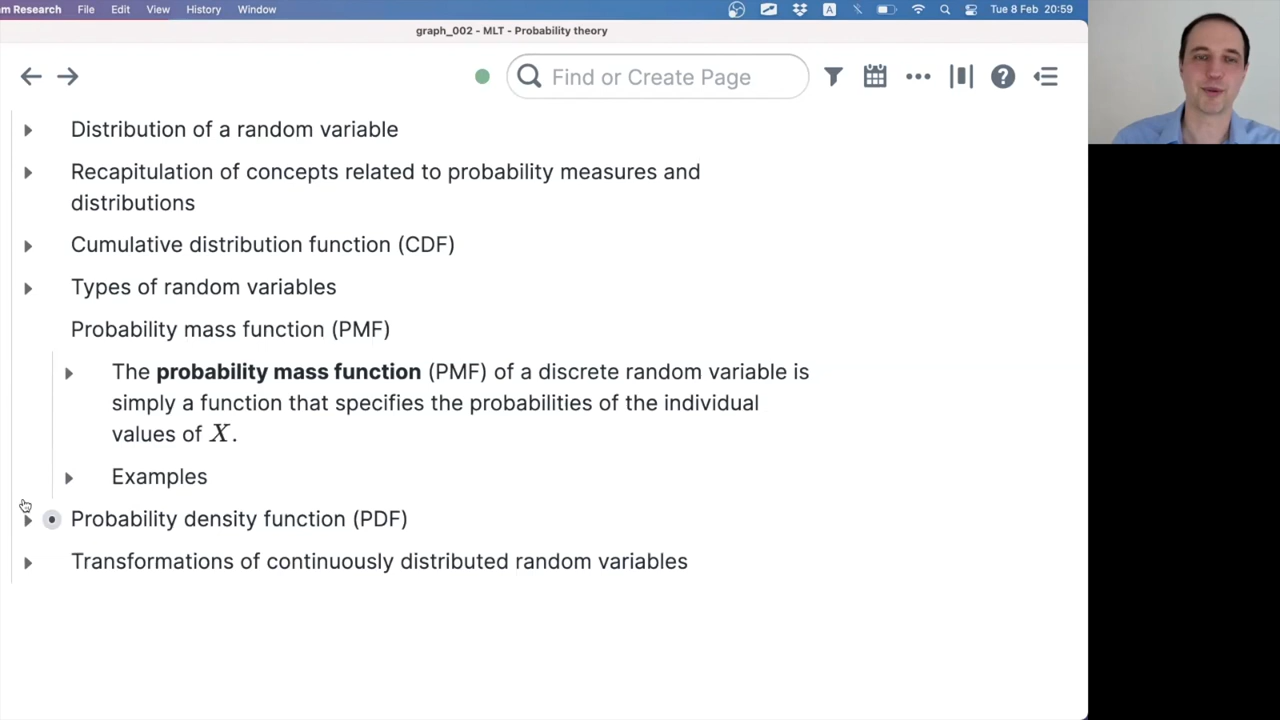 am Research File Edit View History Window A Tue 8 Feb 20:59
graph_002 - MLT - Probability theory
Find or Create Page
Distribution of a random variable
Recapitulation of concepts related to probability measures and
distributions
Cumulative distribution function (CDF)
Types of random variables
Probability mass function (PMF)
The probability mass function (PMF) of a discrete random variable is
simply a function that specifies the probabilities of the individual
values of X.
Examples
Probability density function (PDF)
Transformations of continuously distributed random variables